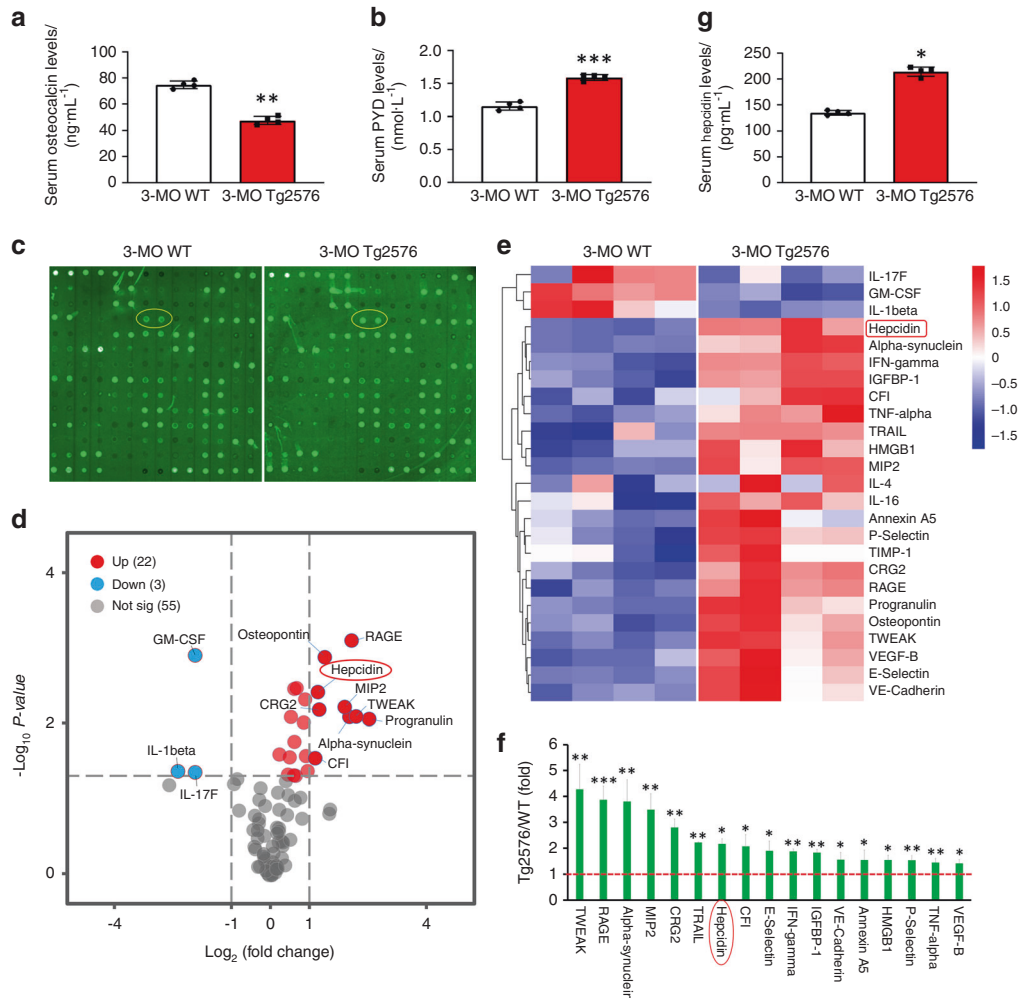 a
Serum osteocalcin levels/
(ng·mL-1)
100
80
60
40
20
0
**
3-MO WT
3-MO Tg2576
b
Serum PYD levels/
(nmol·L-1)
2.0
1.5
1.0
0.5
0.0
***
3-MO WT
3-MO Tg2576
g
Serum hepcidin levels/
(pg·mL-1)
250
200
150
100
50
0
*
3-MO WT
3-MO Tg2576
c
3-MO WT
3-MO Tg2576
d
-Log10 P-value
4
2
0
Up (22)
Down (3)
Not sig (55)
GM-CSF
Osteopontin
RAGE
Hepcidin
MIP2
CRG2
TWEAK
Progranulin
Alpha-synuclein
CFI
IL-1beta
IL-17F
-4
-1
0
1
4
Log2 (fold change)
e
3-MO WT
3-MO Tg2576
IL-17F
GM-CSF
IL-1beta
Hepcidin
Alpha-synuclein
IFN-gamma
IGFBP-1
CFI
TNF-alpha
TRAIL
HMGB1
MIP2
IL-4
IL-16
Annexin A5
P-Selectin
TIMP-1
CRG2
RAGE
Progranulin
Osteopontin
TWEAK
VEGF-B
E-Selectin
VE-Cadherin
1.5
1.0
0.5
0
−0.5
−1.0
−1.5
f
Tg2576/WT (fold)
6
5
4
2
1
0
**
***
**
**
**
**
*
*
*
**
**
*
*
*
**
**
*
TWEAK
RAGE
Alpha-synuclein
MIP2
CRG2
TRAIL
Hepcidin
CFI
E-Selectin
IFN-gamma
IGFBP-1
VE-Cadherin
Annexin A5
HMGB1
P-Selectin
TNF-alpha
VEGF-B